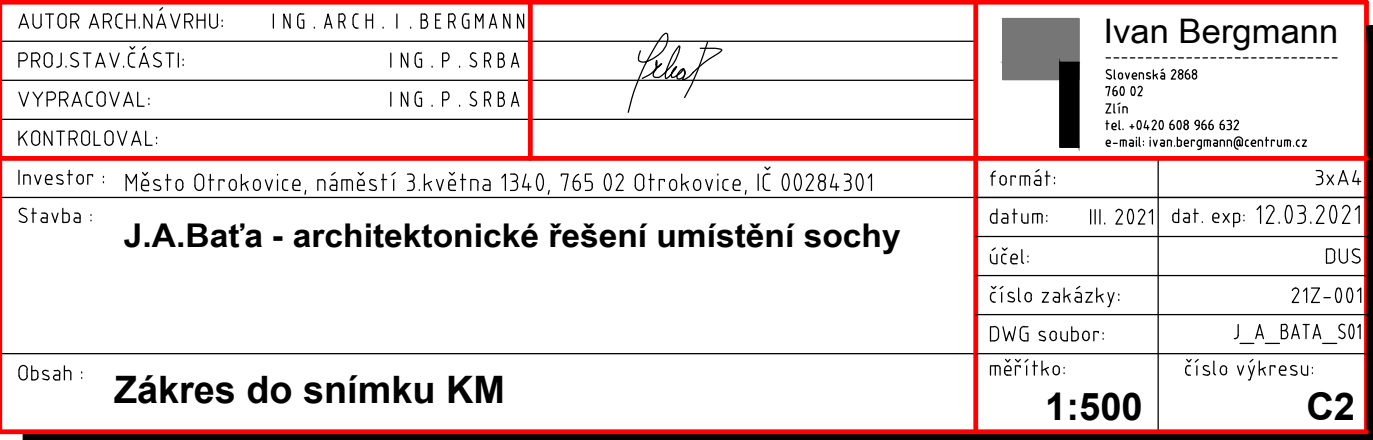 AUTOR ARCH.NÁVRHU: ING.ARCH.I.BERGMANN
PROJ.STAV.ČÁSTI: ING.P.SRBA
VYPRACOVAL: ING.P.SRBA
KONTROLOVAL:
Ivan Bergmann
Slovenská 2868
760 02
Zlín
tel. +0420 608 966 632
e-mail: ivan.bergmann@centrum.cz
Investor : Město Otrokovice, náměstí 3.května 1340, 765 02 Otrokovice, IČ 00284301
Stavba :
J.A.Baťa - architektonické řešení umístění sochy
Obsah :
Zákres do snímku KM
formát: 3xA4
datum: III. 2021 dat. exp: 12.03.2021
účel: DUS
číslo zakázky: 21Z-001
DWG soubor: J_A_BATA_S01
měřítko: číslo výkresu:
1:500 C2